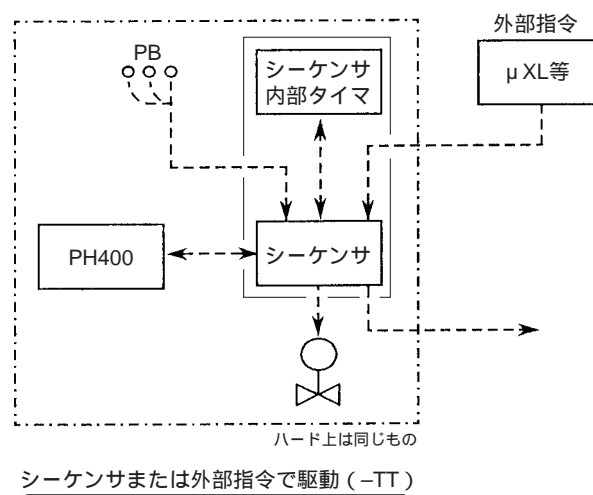 外部指令
PB
シーケンサ
内部タイマ
μXL等
PH400
シーケンサ
ハード上は同じもの
シーケンサまたは外部指令で駆動（–TT）